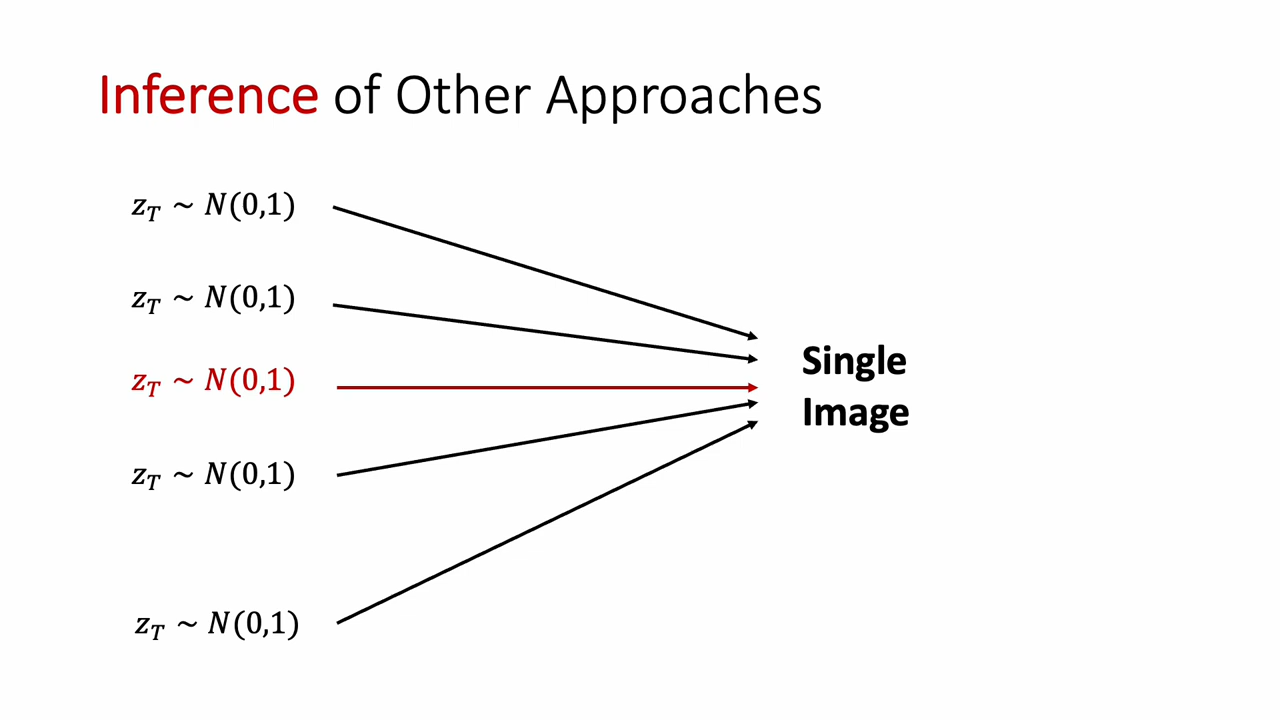 Inference of Other Approaches
z_T ~ N(0,1)
z_T ~ N(0,1)
z_T ~ N(0,1)
z_T ~ N(0,1)
z_T ~ N(0,1)
Single
Image